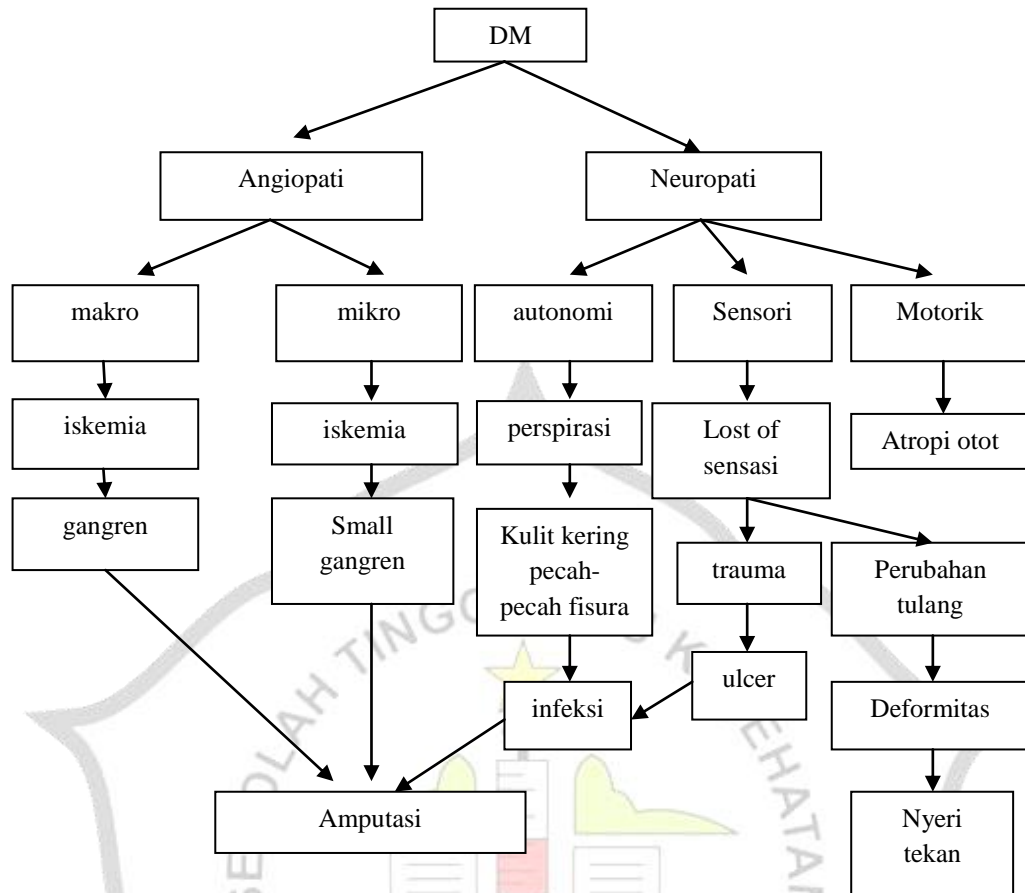 DM
Angiopati
Neuropati
makro
mikro
autonomi
Sensori
Motorik
iskemia
iskemia
perspirasi
Lost of
sensasi
Atropi otot
gangren
Small
gangren
Kulit kering
pecah-
pecah fisura
trauma
Perubahan
tulang
infeksi
ulcer
Deformitas
Amputasi
Nyeri
tekan